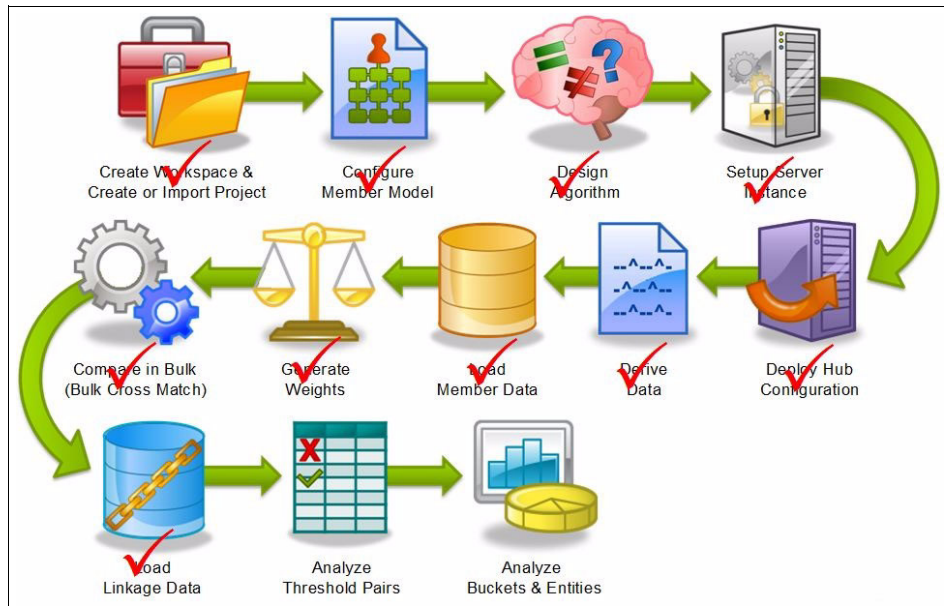 Create Workspace &
Create or Import Project
Configure
Member Model
Design
Algorithm
Setup Server
Instance
Compare in Bulk
(Bulk Cross Match)
Generate
Weights
Load
Member Data
Derive
Data
Deploy Hub
Configuration
Load
Linkage Data
Analyze
Threshold Pairs
Analyze
Buckets & Entities